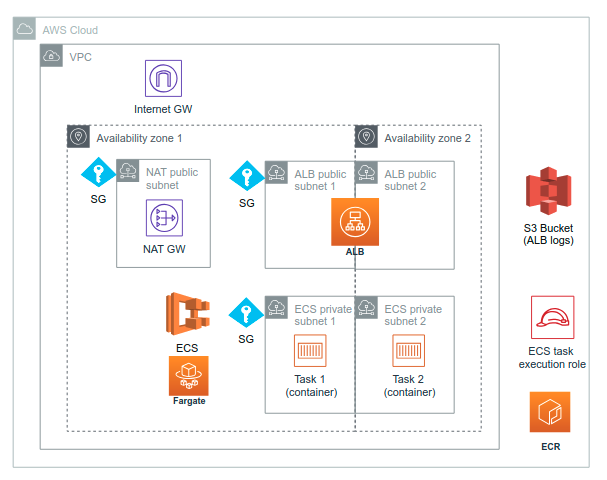 AWS Cloud
VPC
Internet GW
Availability zone 1
Availability zone 2
NAT public
subnet
SG
NAT GW
SG
ALB public
subnet 1
ALB public
subnet 2
ALB
S3 Bucket
(ALB logs)
ECS
Fargate
SG
ECS private
subnet 1
ECS private
subnet 2
Task 1
(container)
Task 2
(container)
ECS task
execution role
ECR